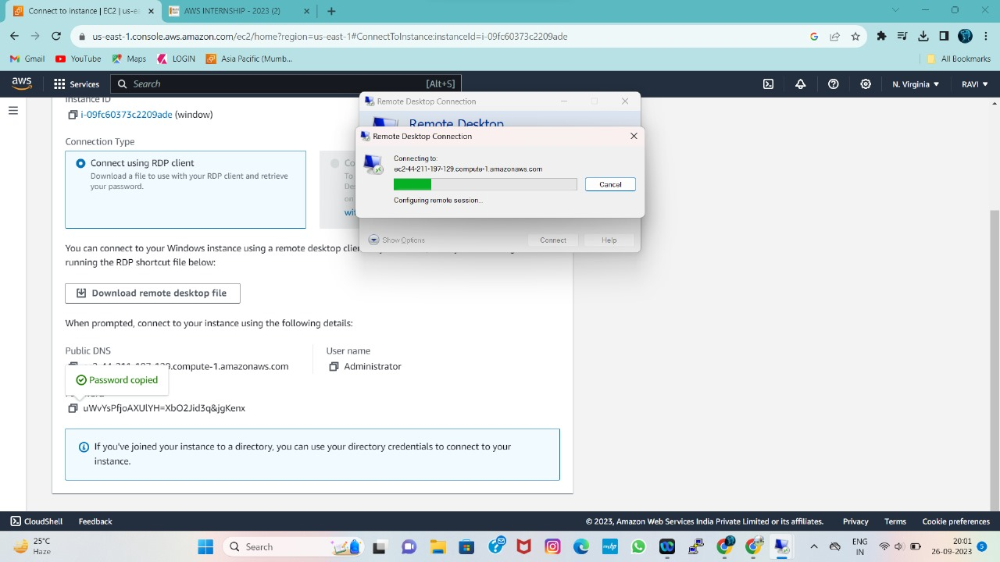 Connect to instance | EC2 | us-e
AWS INTERNSHIP - 2023 (2)
us-east-1.console.aws.amazon.com/ec2/home?region=us-east-1#ConnectToInstance:instanceId=i-09fc60373c2209ade
Gmail
YouTube
Maps
LOGIN
Asia Pacific (Mumb...
All Bookmarks
aws
Services
Search
[Alt+S]
N. Virginia
RAVI
Instance ID
i-09fc60373c2209ade (window)
Connection Type
Connect using RDP client
Download a file to use with your RDP client and retrieve
your password.
Co
To
De
on
wit
Remote Desktop Connection
Remote Desktop
Remote Desktop Connection
Connecting to:
ec2-44-211-197-129.compute-1.amazonaws.com
Cancel
Configuring remote session...
Show Options
Connect
Help
You can connect to your Windows instance using a remote desktop clien
running the RDP shortcut file below:
Download remote desktop file
When prompted, connect to your instance using the following details:
Public DNS
ec2-44-211-197-129.compute-1.amazonaws.com
User name
Administrator
Password copied
Password
uWvYsPfjoAXUlYH=XbO2Jid3q&jgKenx
If you've joined your instance to a directory, you can use your directory credentials to connect to your
instance.
CloudShell
Feedback
© 2023, Amazon Web Services India Private Limited or its affiliates.
Privacy
Terms
Cookie preferences
25°C
Haze
Search
ENG
IN
20:01
26-09-2023
5